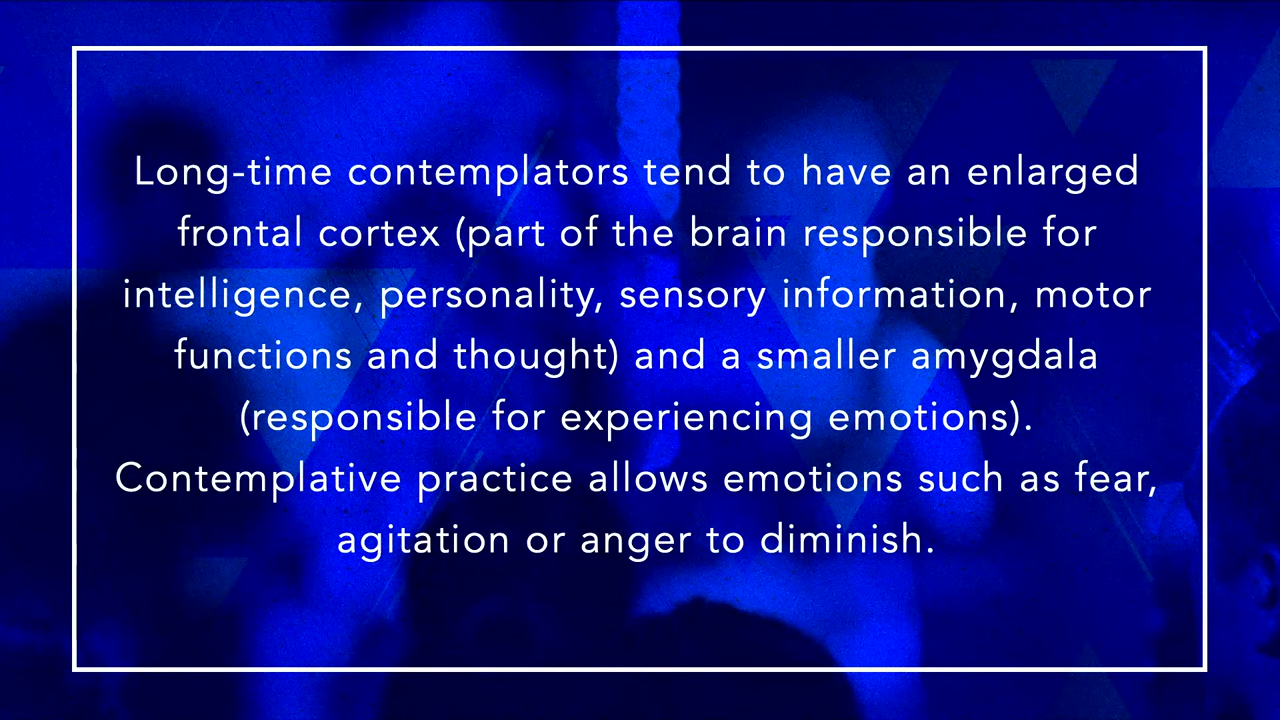 Long-time contemplators tend to have an enlarged
frontal cortex (part of the brain responsible for
intelligence, personality, sensory information, motor
functions and thought) and a smaller amygdala
(responsible for experiencing emotions).
Contemplative practice allows emotions such as fear,
agitation or anger to diminish.